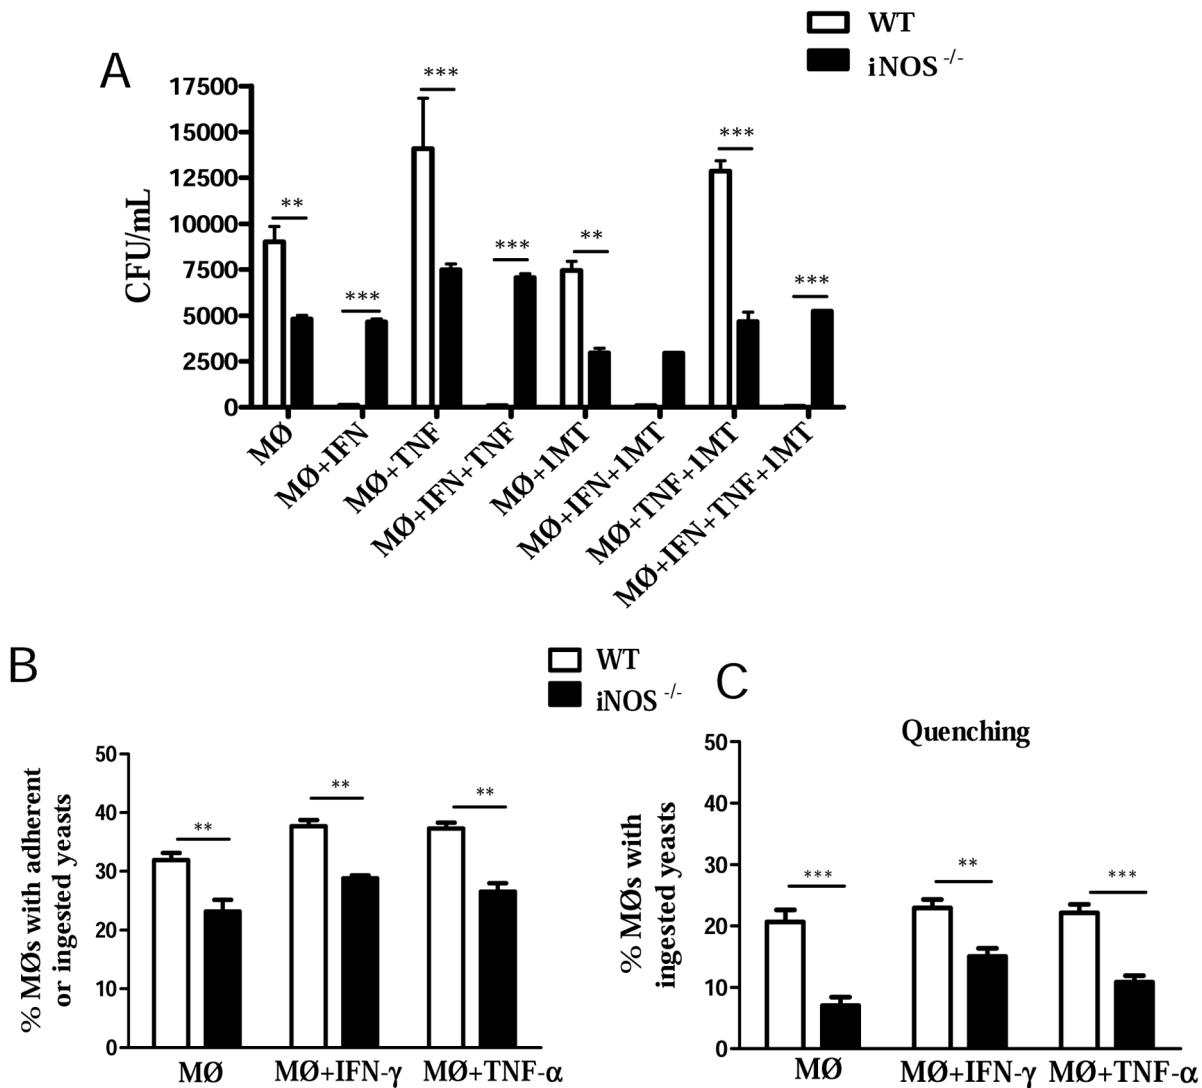 WT
iNOS -/-
A
CFU/mL
17500
15000
12500
10000
7500
5000
2500
0
**
***
***
***
**
***
***
MØ
MØ+IFN
MØ+TNF
MØ+IFN+TNF
MØ+1MT
MØ+IFN+1MT
MØ+TNF+1MT
MØ+IFN+TNF+1MT
B
WT
iNOS -/-
% MØs with adherent
or ingested yeasts
50
40
30
20
10
0
**
**
**
MØ
MØ+IFN-γ
MØ+TNF-α
C
Quenching
% MØs with
ingested yeasts
50
40
30
20
10
0
***
**
***
MØ
MØ+IFN-γ
MØ+TNF-α